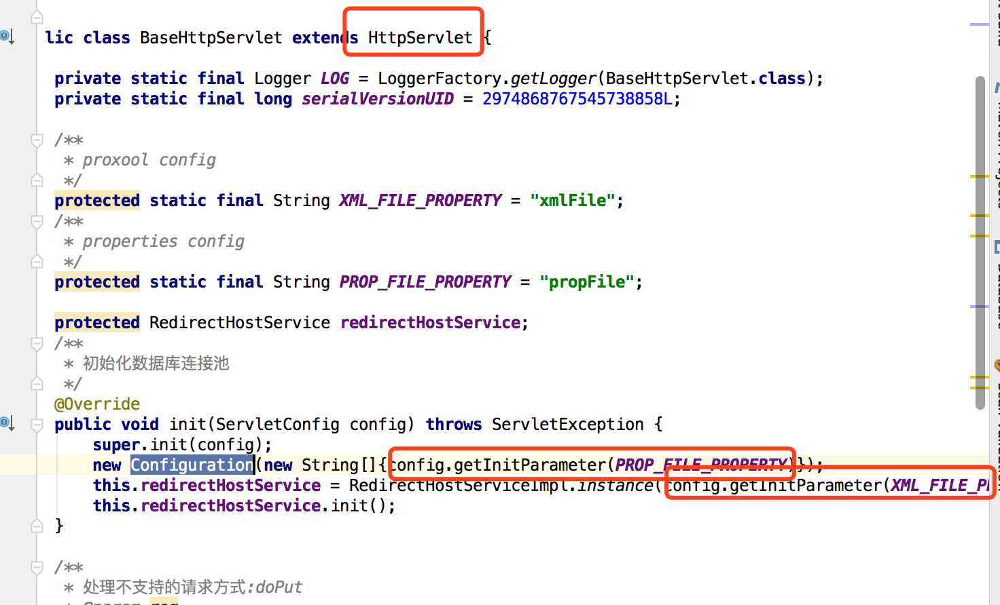 lic class BaseHttpServlet extends HttpServlet {
private static final Logger LOG = LoggerFactory.getLogger(BaseHttpServlet.class);
private static final long serialVersionUID = 2974868767545738858L;
/**
* proxool config
*/
protected static final String XML_FILE_PROPERTY = "xmlFile";
/**
* properties config
*/
protected static final String PROP_FILE_PROPERTY = "propFile";
protected RedirectHostService redirectHostService;
/**
* 初始化数据库连接池
*/
@Override
public void init(ServletConfig config) throws ServletException {
super.init(config);
new Configuration(new String[]{config.getInitParameter(PROP_FILE_PROPERTY)});
this.redirectHostService = RedirectHostServiceImpl.instance(config.getInitParameter(XML_FILE_P
this.redirectHostService.init();
}
/**
* 处理不支持的请求方式:doPut